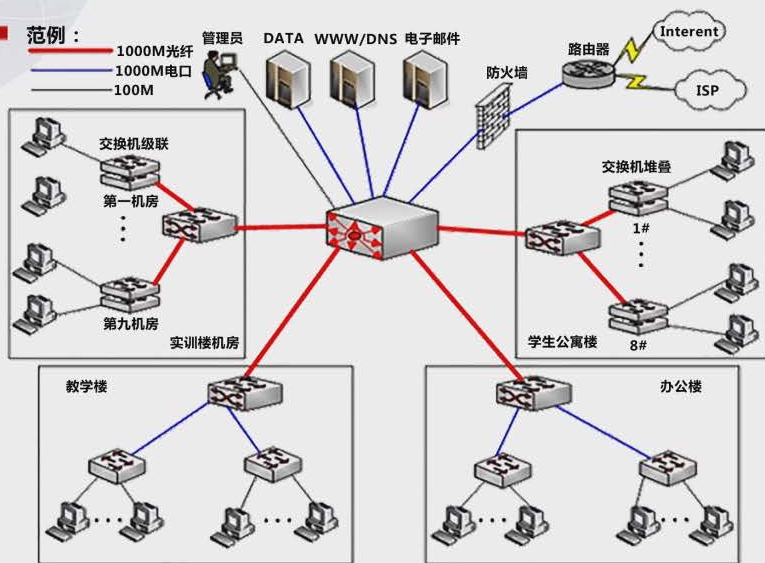 范例：
1000M光纤
1000M电口
100M
管理员
DATA
WWW/DNS
电子邮件
防火墙
路由器
Interent
ISP
交换机级联
第一机房
第九机房
实训楼机房
交换机堆叠
1#
8#
学生公寓楼
教学楼
办公楼